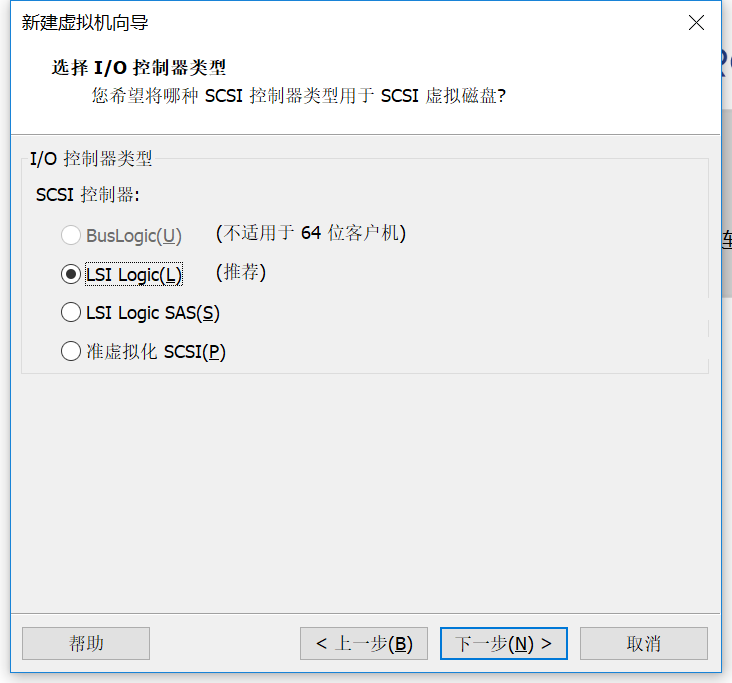 新建虚拟机向导
选择 I/O 控制器类型
您希望将哪种 SCSI 控制器类型用于 SCSI 虚拟磁盘?
I/O 控制器类型
SCSI 控制器:
BusLogic(U) (不适用于 64 位客户机)
LSI Logic(L) (推荐)
LSI Logic SAS(S)
准虚拟化 SCSI(P)
帮助 < 上一步(B) 下一步(N) > 取消